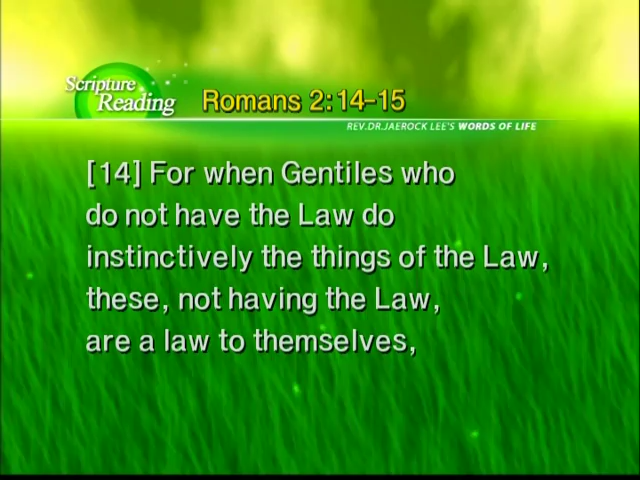 Scripture
Reading
Romans 2:14-15
REV.DR.JAEROCK LEE'S WORDS OF LIFE
[14] For when Gentiles who
do not have the Law do
instinctively the things of the Law,
these, not having the Law,
are a law to themselves,